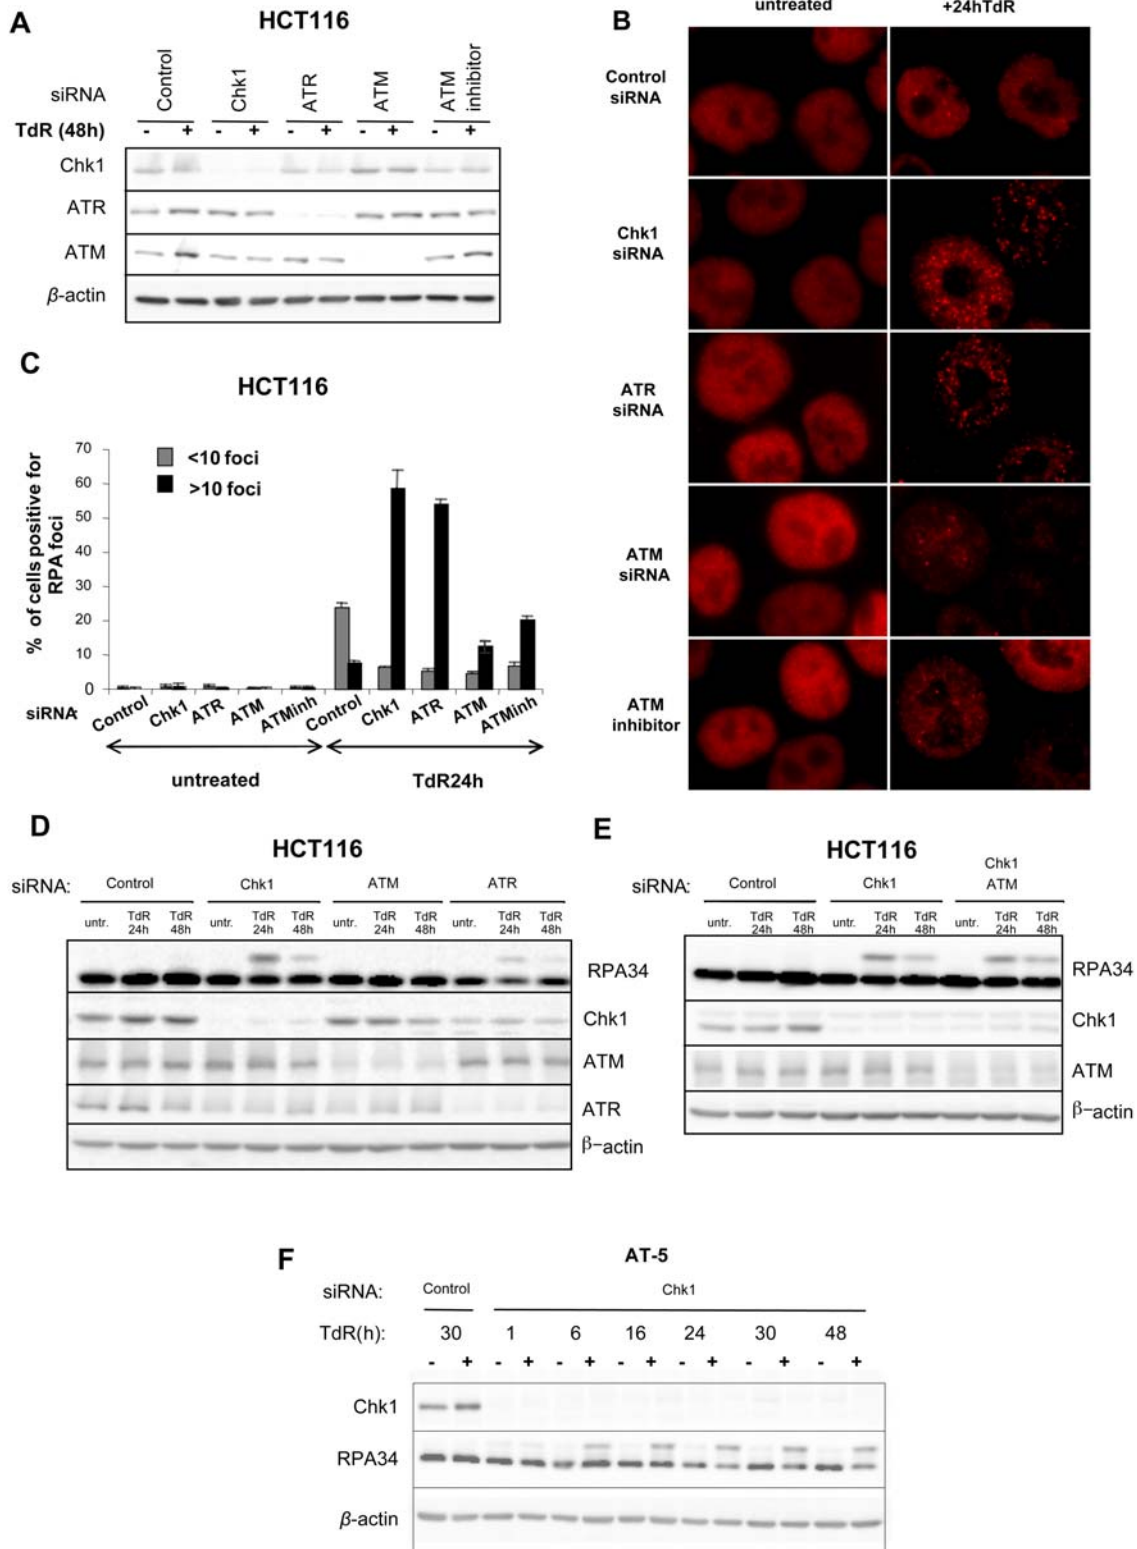 A
HCT116
siRNA
Control
Chk1
ATR
ATM
ATM inhibitor
TdR (48h)
- + - + - + - + - +
Chk1
ATR
ATM
β-actin
B
untreated
+24hTdR
Control
siRNA
Chk1
siRNA
ATR
siRNA
ATM
siRNA
ATM
inhibitor
C
HCT116
% of cells positive for
RPA foci
<10 foci
>10 foci
70
60
50
40
30
20
10
0
siRNA:
Control Chk1 ATR ATM ATMinh Control Chk1 ATR ATM ATMinh
untreated TdR24h
D
HCT116
siRNA: Control Chk1 ATM ATR
untr. TdR 24h TdR 48h untr. TdR 24h TdR 48h untr. TdR 24h TdR 48h untr. TdR 24h TdR 48h
RPA34
Chk1
ATM
ATR
β-actin
E
HCT116
siRNA: Control Chk1 Chk1 ATM
untr. TdR 24h TdR 48h untr. TdR 24h TdR 48h untr. TdR 24h TdR 48h
RPA34
Chk1
ATM
β-actin
F
AT-5
siRNA: Control Chk1
TdR(h): 30 1 6 16 24 30 48
- + - + - + - + - + - + - +
Chk1
RPA34
β-actin